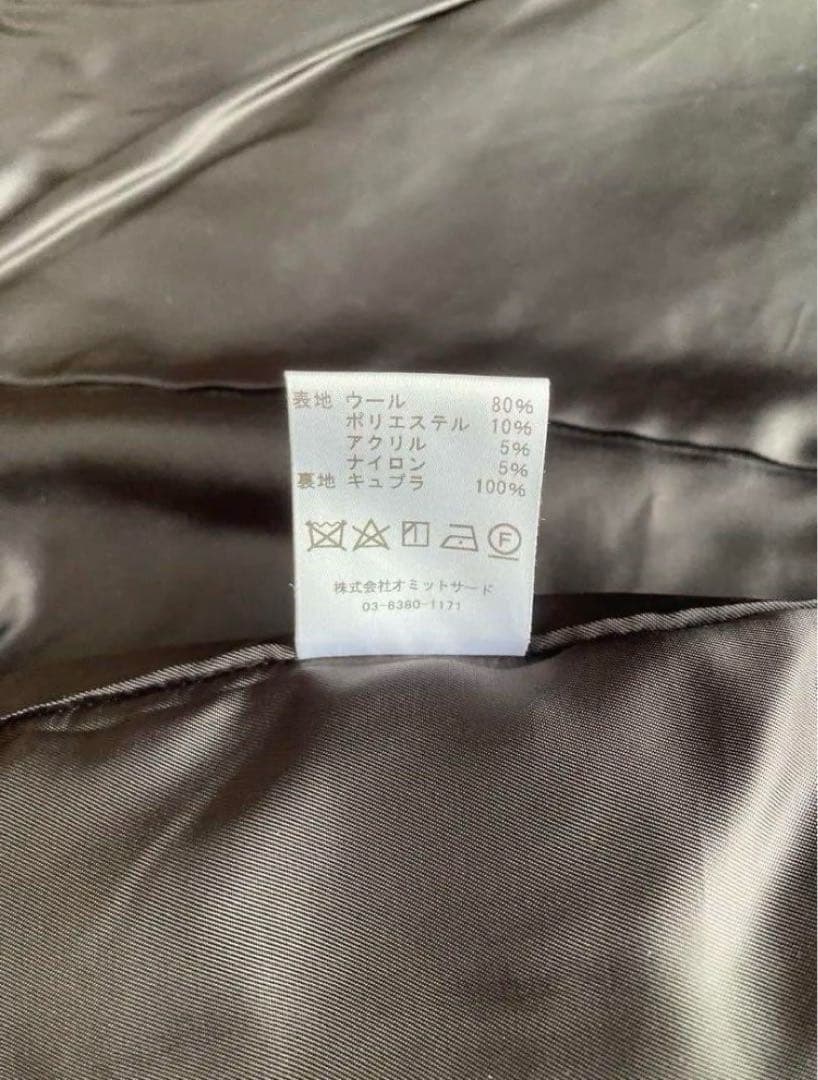 表地 ウール 80%
ポリエステル 10%
アクリル 5%
ナイロン 5%
裏地 キュプラ 100%
F
株式会社オミットサード
03-6380-1171